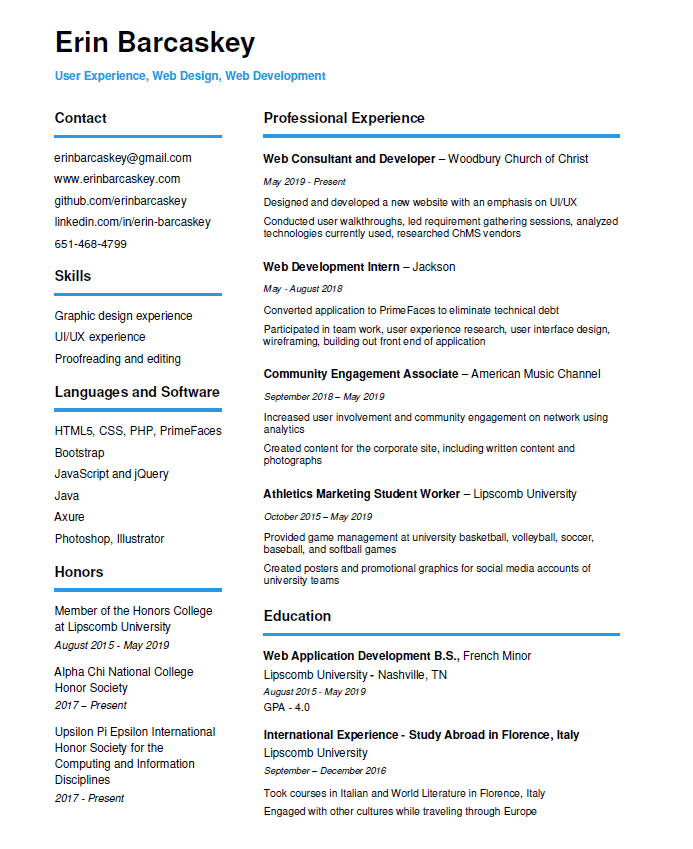 Erin Barcaskey
User Experience, Web Design, Web Development
Contact
erinbarcaskey@gmail.com
www.erinbarcaskey.com
github.com/erinbarcaskey
linkedin.com/in/erin-barcaskey
651-468-4799
Skills
Graphic design experience
UI/UX experience
Proofreading and editing
Languages and Software
HTML5, CSS, PHP, PrimeFaces
Bootstrap
JavaScript and jQuery
Java
Axure
Photoshop, Illustrator
Honors
Member of the Honors College
at Lipscomb University
August 2015 - May 2019
Alpha Chi National College
Honor Society
2017 – Present
Upsilon Pi Epsilon International
Honor Society for the
Computing and Information
Disciplines
2017 - Present
Professional Experience
Web Consultant and Developer – Woodbury Church of Christ
May 2019 - Present
Designed and developed a new website with an emphasis on UI/UX
Conducted user walkthroughs, led requirement gathering sessions, analyzed
technologies currently used, researched ChMS vendors
Web Development Intern – Jackson
May - August 2018
Converted application to PrimeFaces to eliminate technical debt
Participated in team work, user experience research, user interface design,
wireframing, building out front end of application
Community Engagement Associate – American Music Channel
September 2018 – May 2019
Increased user involvement and community engagement on network using
analytics
Created content for the corporate site, including written content and
photographs
Athletics Marketing Student Worker – Lipscomb University
October 2015 – May 2019
Provided game management at university basketball, volleyball, soccer,
baseball, and softball games
Created posters and promotional graphics for social media accounts of
university teams
Education
Web Application Development B.S., French Minor
Lipscomb University - Nashville, TN
August 2015 - May 2019
GPA - 4.0
International Experience - Study Abroad in Florence, Italy
Lipscomb University
September – December 2016
Took courses in Italian and World Literature in Florence, Italy
Engaged with other cultures while traveling through Europe